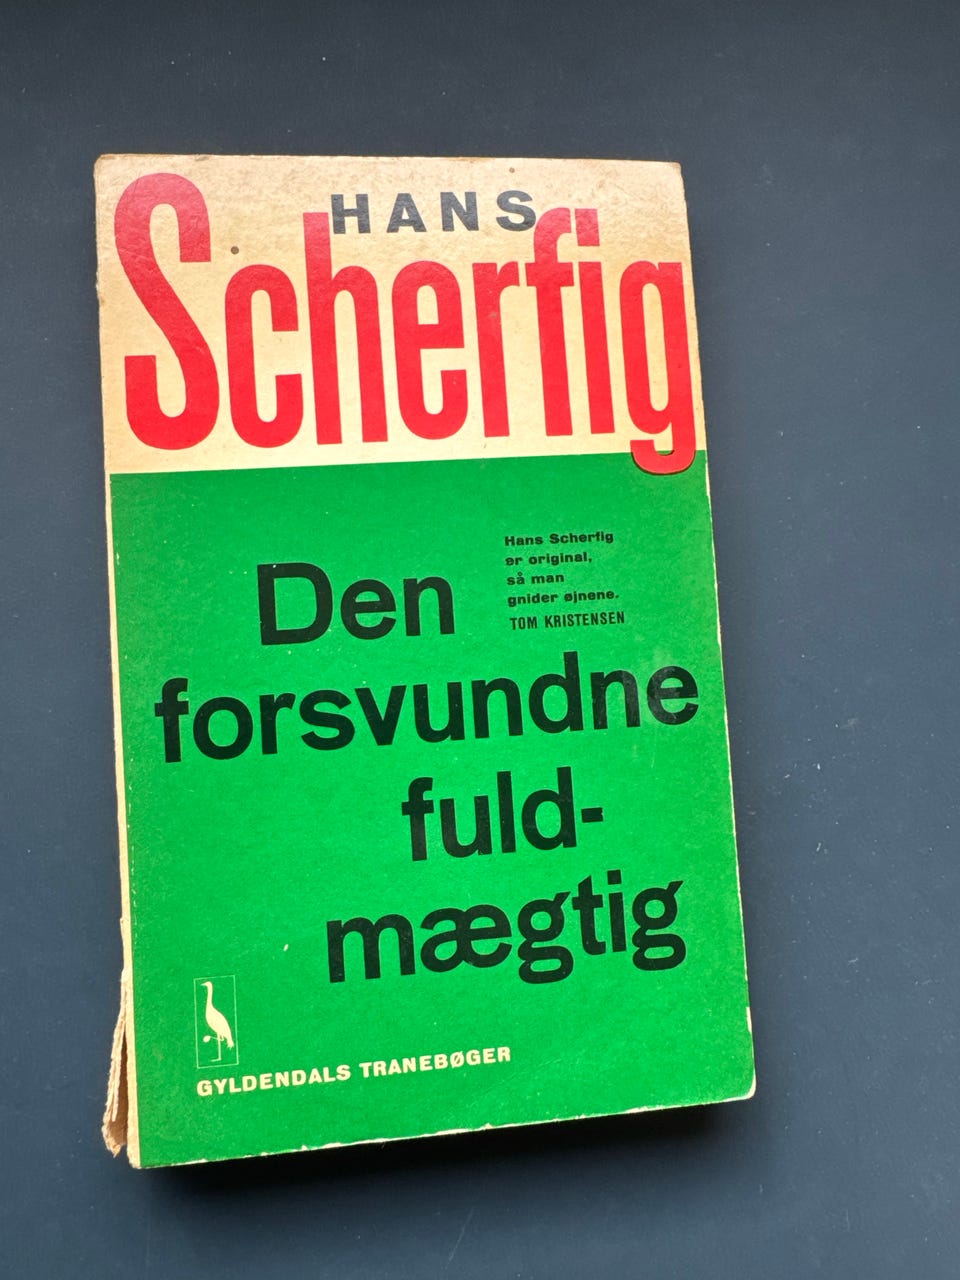 HANS
Scherfig
Hans Scherfig
er original,
så man
gnider øjnene.
TOM KRISTENSEN
Den
forsvundne
fuld-
mægtig
GYLDENDALS TRANEBØGER